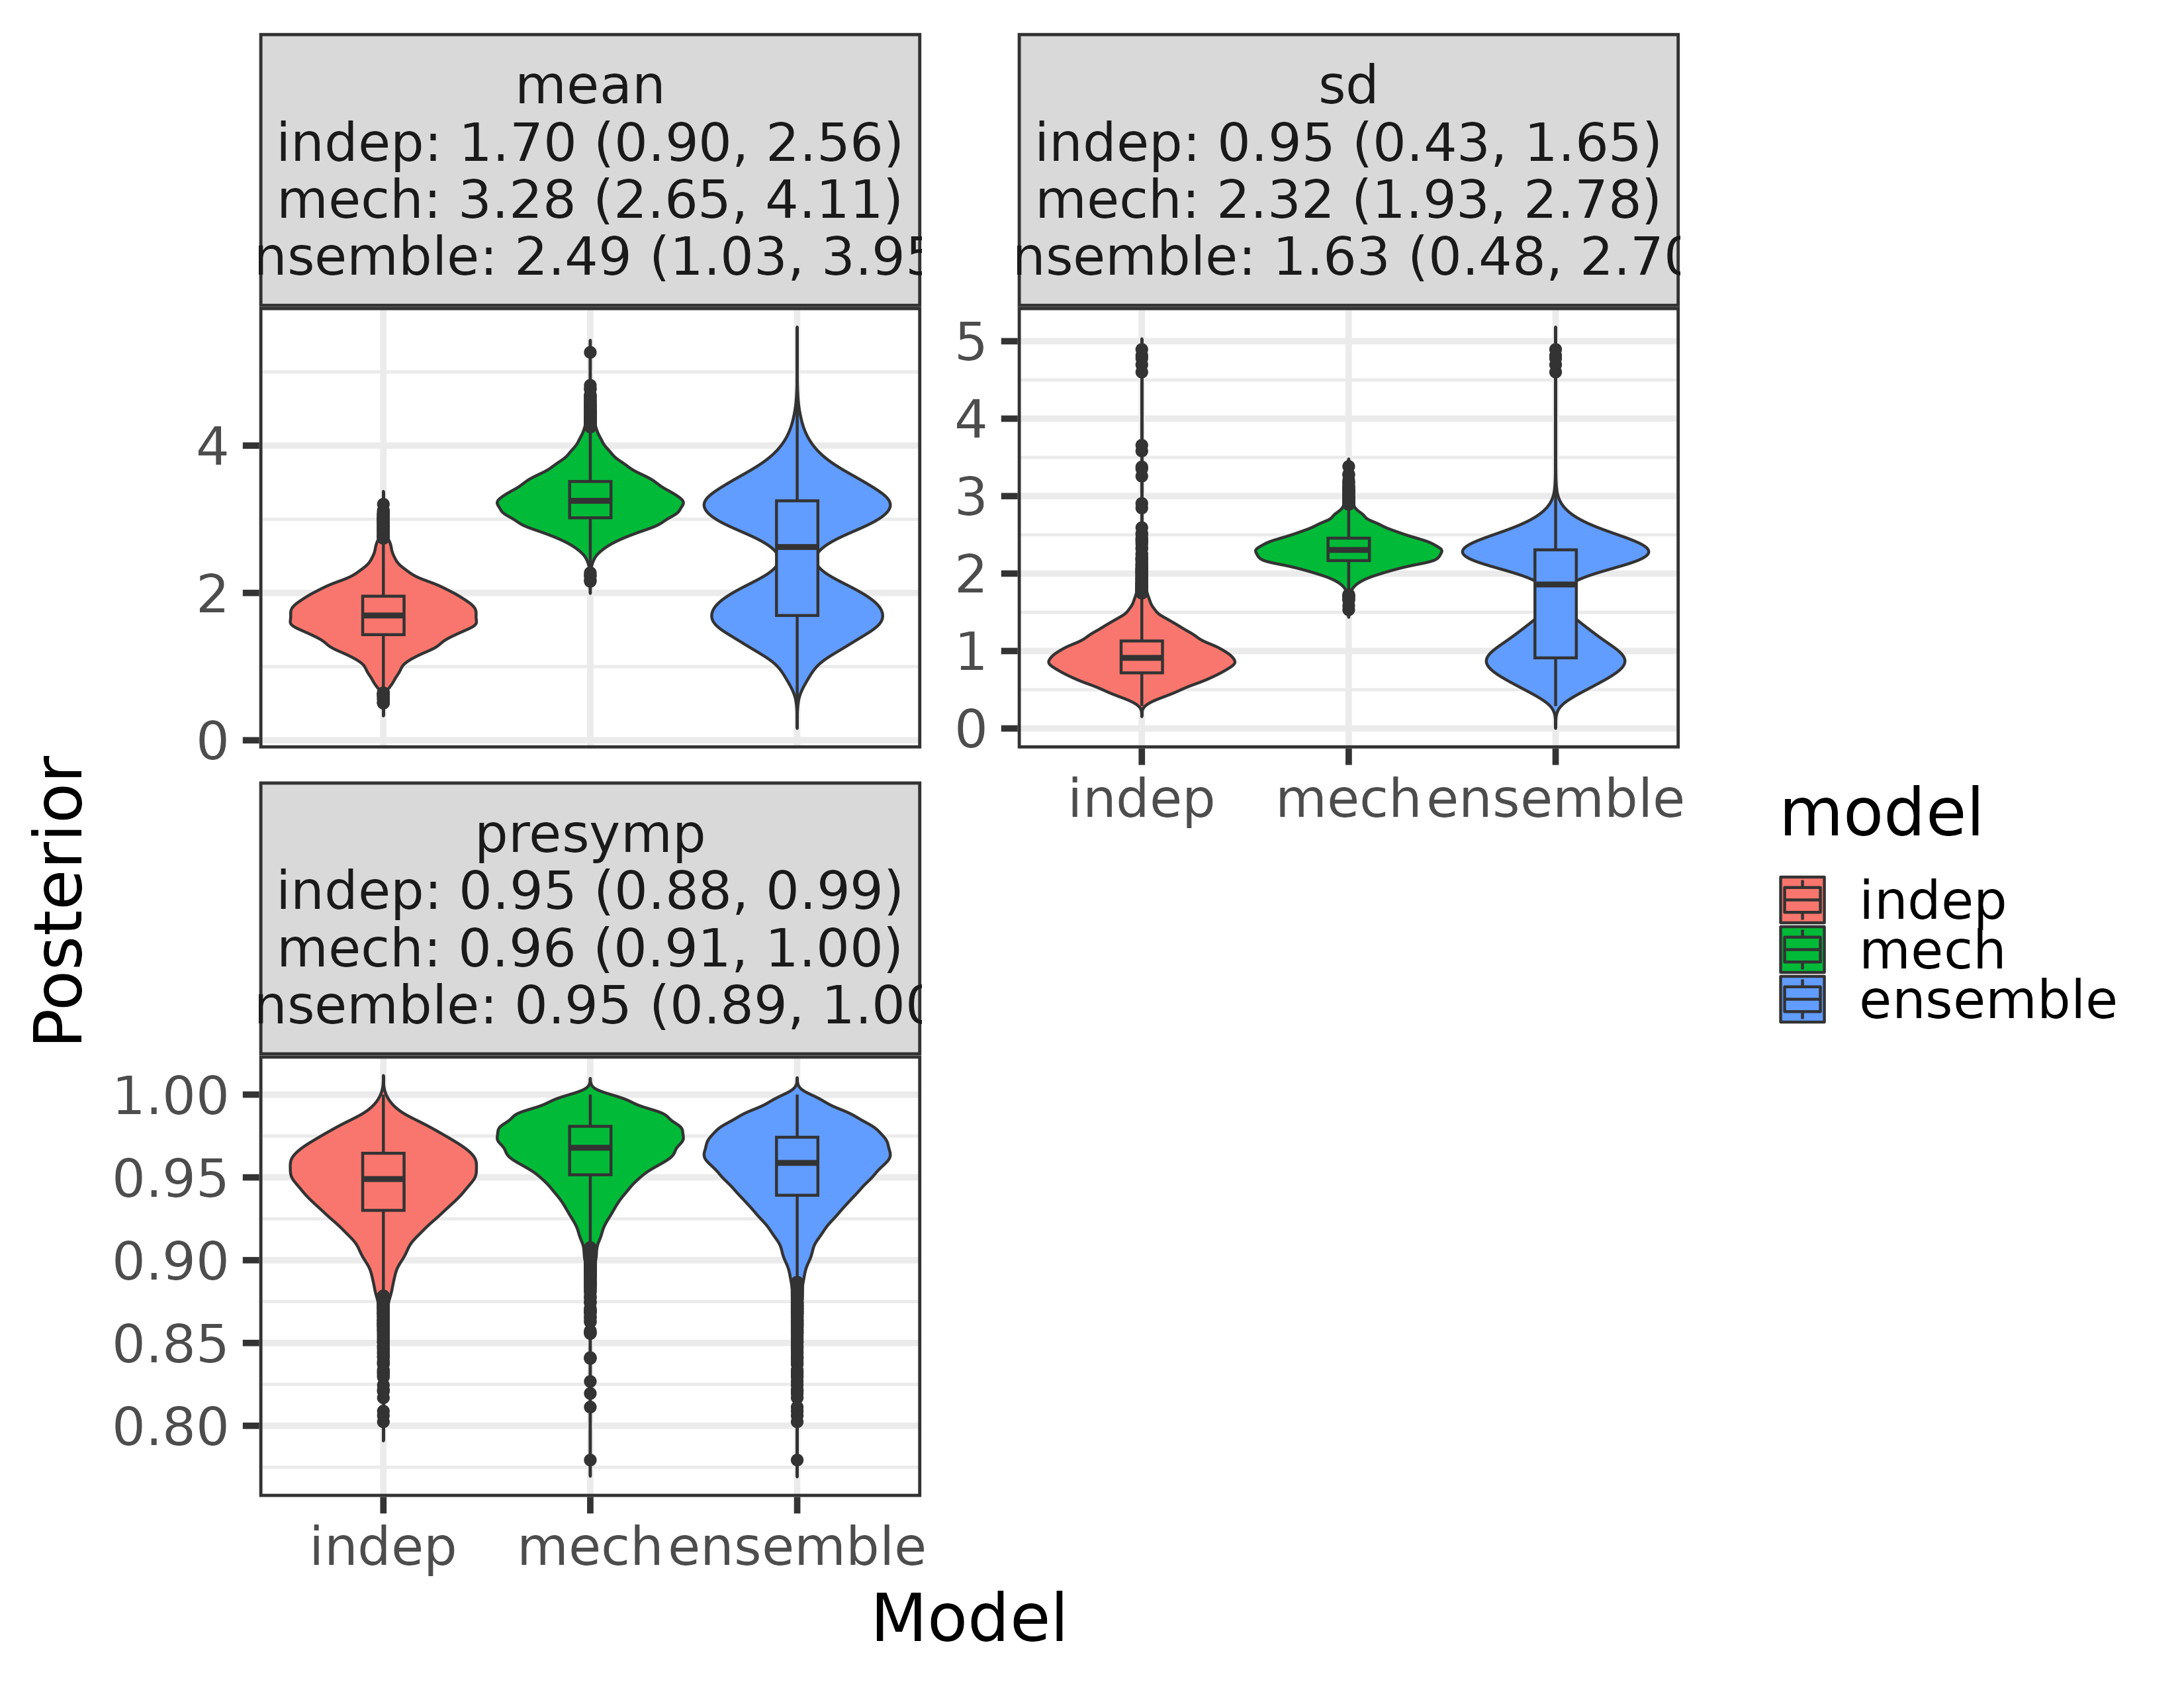 mean
indep: 1.70 (0.90, 2.56)
mech: 3.28 (2.65, 4.11)
nsemble: 2.49 (1.03, 3.95
sd
indep: 0.95 (0.43, 1.65)
mech: 2.32 (1.93, 2.78)
nsemble: 1.63 (0.48, 2.70
4
2
0
5
4
3
2
1
0
indep mech ensemble
presymp
indep: 0.95 (0.88, 0.99)
mech: 0.96 (0.91, 1.00)
nsemble: 0.95 (0.89, 1.00
1.00
0.95
0.90
0.85
0.80
indep mech ensemble
Model
Posterior
model
indep
mech
ensemble